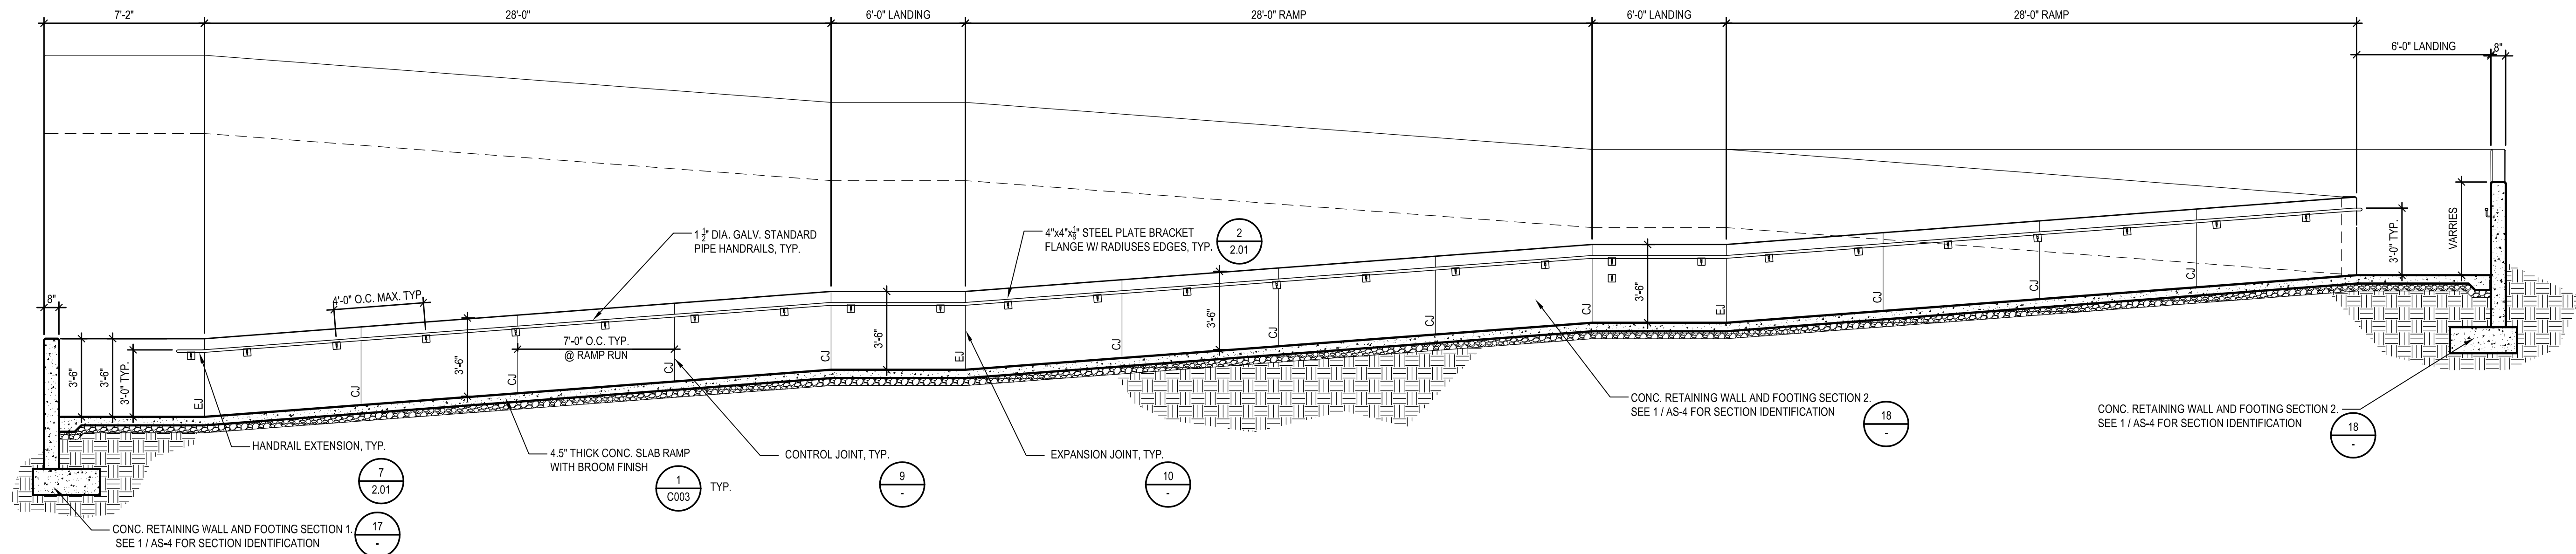 7'-2"
28'-0"
6'-0" LANDING
28'-0" RAMP
6'-0" LANDING
28'-0" RAMP
6'-0" LANDING
8"
1 1/2" DIA. GALV. STANDARD
PIPE HANDRAILS, TYP.
4"x4"x1/8" STEEL PLATE BRACKET
FLANGE W/ RADIUSES EDGES, TYP.
2
2.01
VARRIES
3'-0" TYP.
4'-0" O.C. MAX. TYP.
8"
3'-6"
3'-6"
3'-0" TYP.
EJ
CJ
3'-6"
CJ
7'-0" O.C. TYP.
@ RAMP RUN
CJ
CJ
3'-6"
EJ
CJ
3'-6"
CJ
CJ
CJ
3'-6"
EJ
CJ
CJ
CJ
HANDRAIL EXTENSION, TYP.
7
2.01
4.5" THICK CONC. SLAB RAMP
WITH BROOM FINISH
1
C003
TYP.
CONTROL JOINT, TYP.
9
-
EXPANSION JOINT, TYP.
10
-
CONC. RETAINING WALL AND FOOTING SECTION 2.
SEE 1 / AS-4 FOR SECTION IDENTIFICATION
18
-
CONC. RETAINING WALL AND FOOTING SECTION 2.
SEE 1 / AS-4 FOR SECTION IDENTIFICATION
18
-
CONC. RETAINING WALL AND FOOTING SECTION 1.
SEE 1 / AS-4 FOR SECTION IDENTIFICATION
17
-